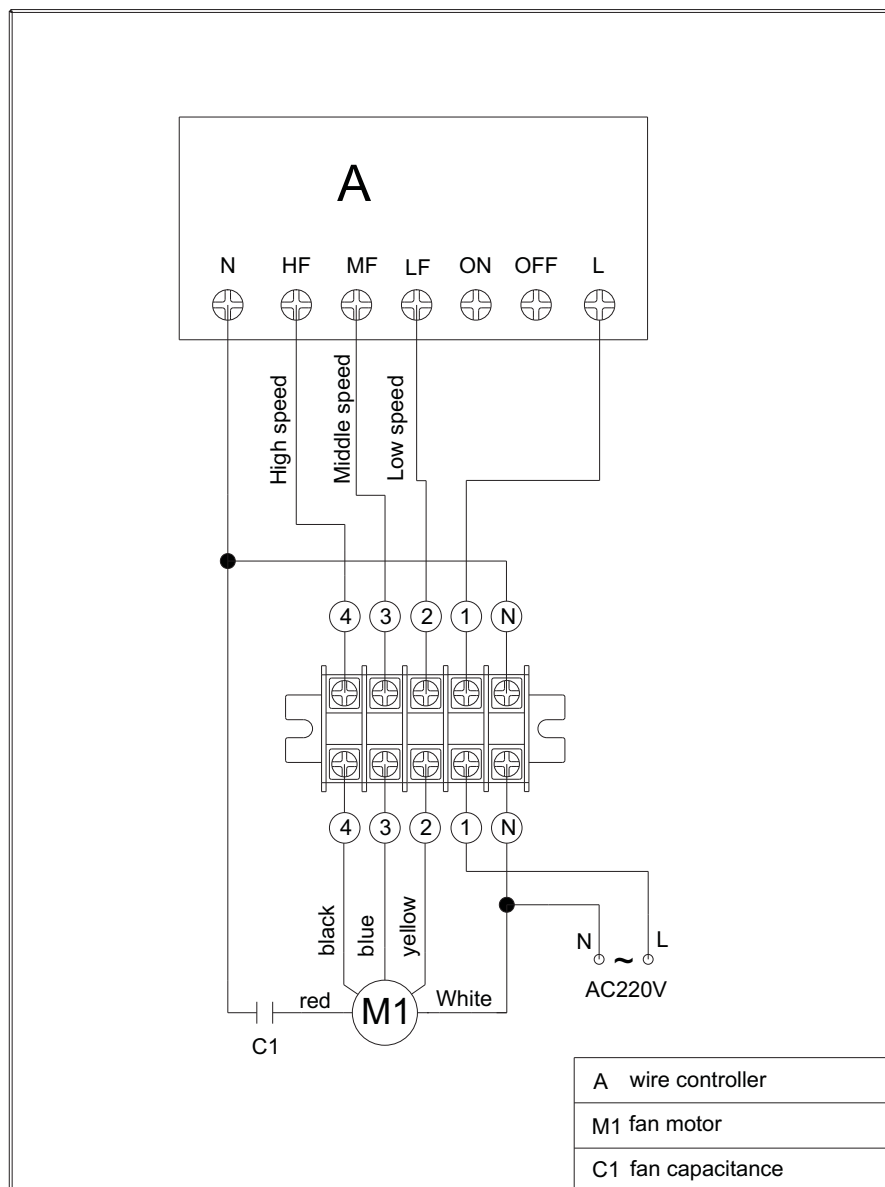 A
N HF MF LF ON OFF L
High speed
Middle speed
Low speed
4 3 2 1 N
4 3 2 1 N
black
blue
yellow
N ~ L
AC220V
red
M1
White
C1
A wire controller
M1 fan motor
C1 fan capacitance